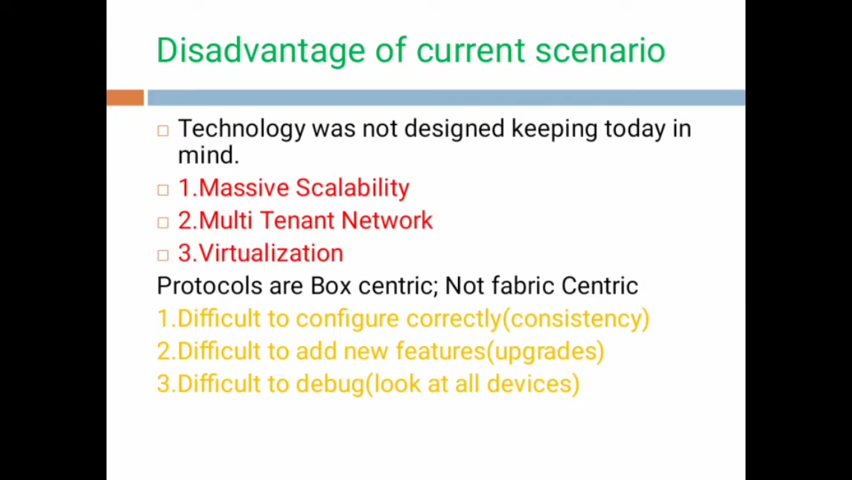 Disadvantage of current scenario
Technology was not designed keeping today in
mind.
1.Massive Scalability
2.Multi Tenant Network
3.Virtualization
Protocols are Box centric; Not fabric Centric
1.Difficult to configure correctly(consistency)
2.Difficult to add new features(upgrades)
3.Difficult to debug(look at all devices)